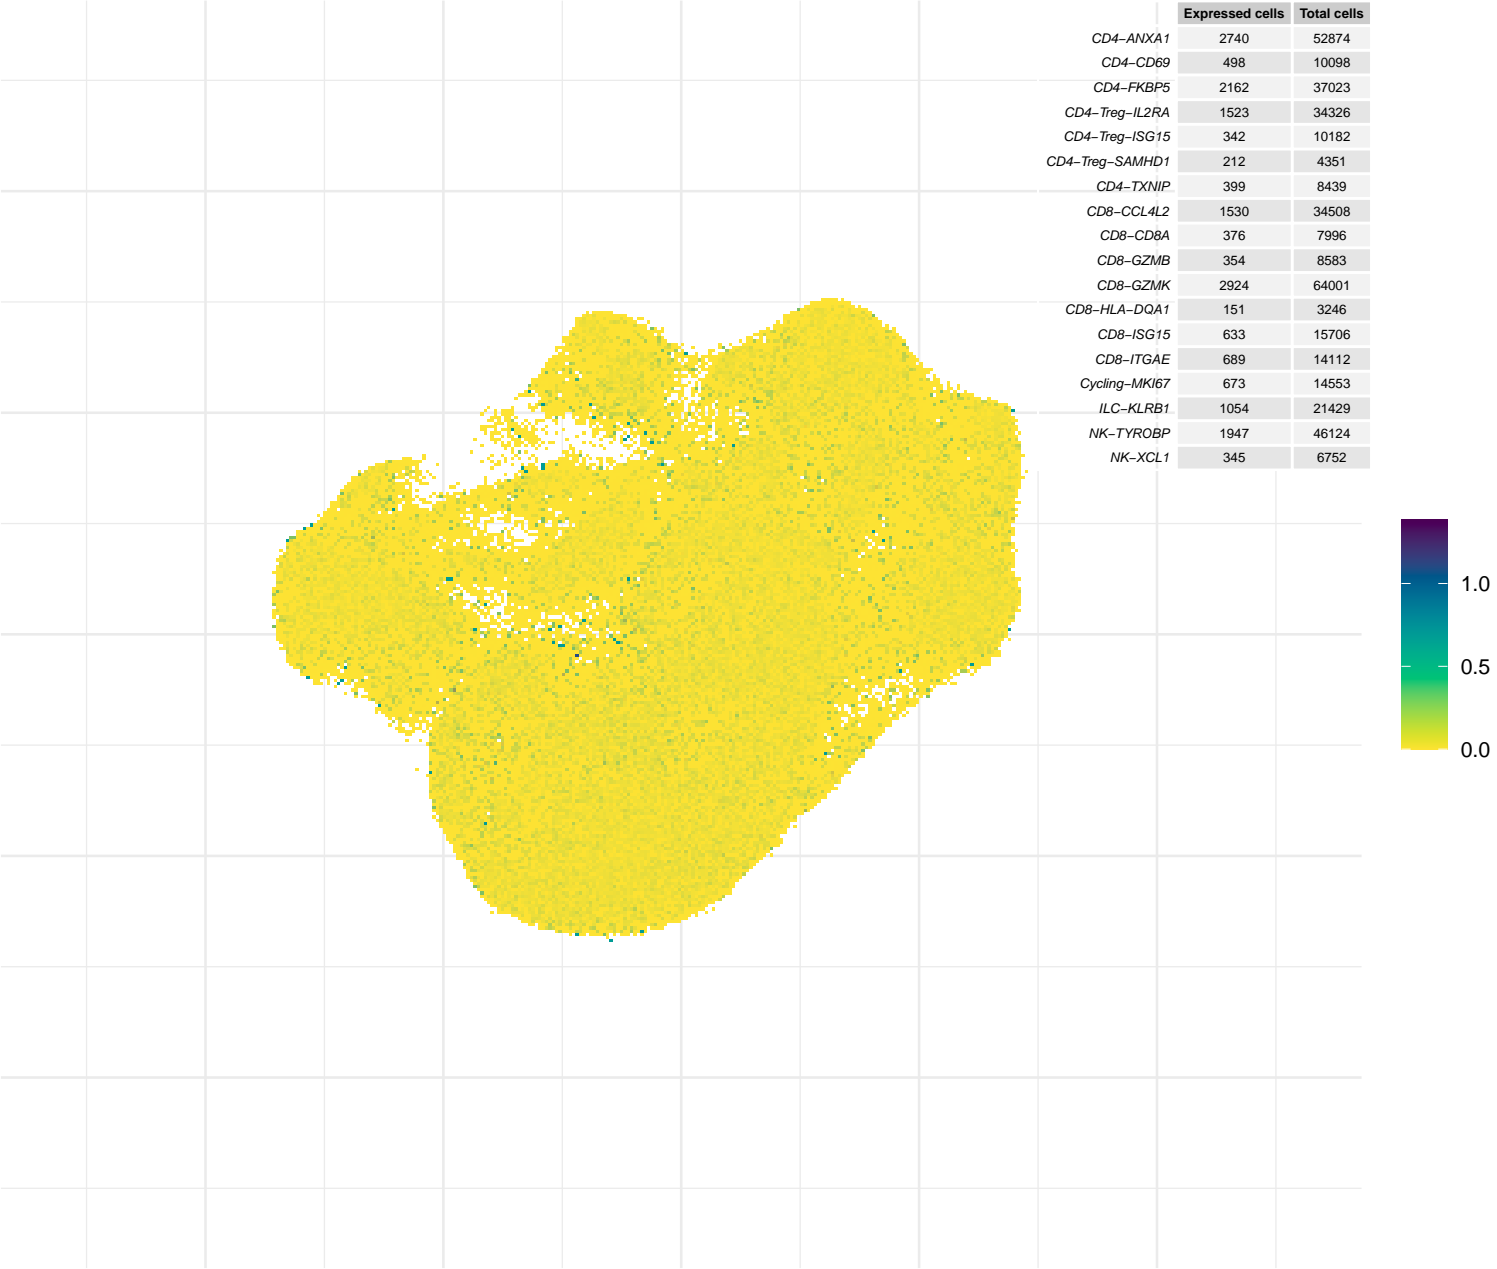 Expressed cells Total cells
CD4−ANXA1 2740 52874
CD4−CD69 498 10098
CD4−FKBP5 2162 37023
CD4−Treg−IL2RA 1523 34326
CD4−Treg−ISG15 342 10182
CD4−Treg−SAMHD1 212 4351
CD4−TXNIP 399 8439
CD8−CCL4L2 1530 34508
CD8−CD8A 376 7996
CD8−GZMB 354 8583
CD8−GZMK 2924 64001
CD8−HLA−DQA1 151 3246
CD8−ISG15 633 15706
CD8−ITGAE 689 14112
Cycling−MKI67 673 14553
ILC−KLRB1 1054 21429
NK−TYROBP 1947 46124
NK−XCL1 345 6752
1.0
0.5
0.0